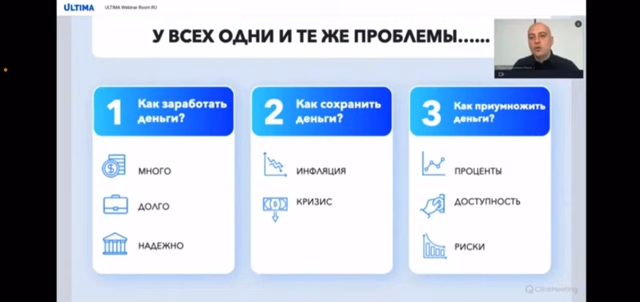 ULTIMA
ULTIMA Webinar Room RU
У ВСЕХ ОДНИ И ТЕ ЖЕ ПРОБЛЕМЫ......
1 Как заработать
деньги?
МНОГО
ДОЛГО
НАДЕЖНО
2 Как сохранить
деньги?
ИНФЛЯЦИЯ
КРИЗИС
3 Как приумножить
деньги?
ПРОЦЕНТЫ
ДОСТУПНОСТЬ
РИСКИ
ClickMeeting